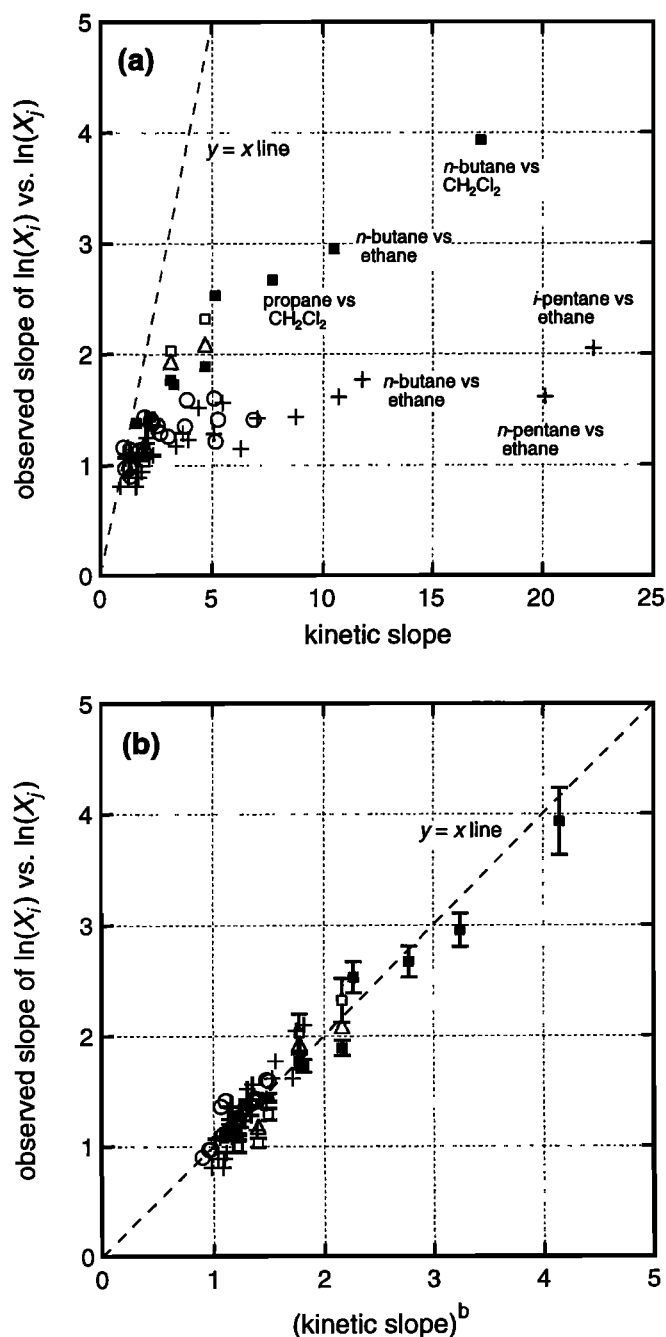 (a)
observed slope of ln(Xᵢ) vs. ln(Xⱼ)
5
4
3
2
1
0
y = x line
n-butane vs
CH₂Cl₂
n-butane vs
ethane
propane vs
CH₂Cl₂
i-pentane vs
ethane
n-butane vs
ethane
n-pentane vs
ethane
0 5 10 15 20 25
kinetic slope
(b)
observed slope of ln(Xᵢ) vs. ln(Xⱼ)
5
4
3
2
1
0
y = x line
0 1 2 3 4 5
(kinetic slope)ᵇ